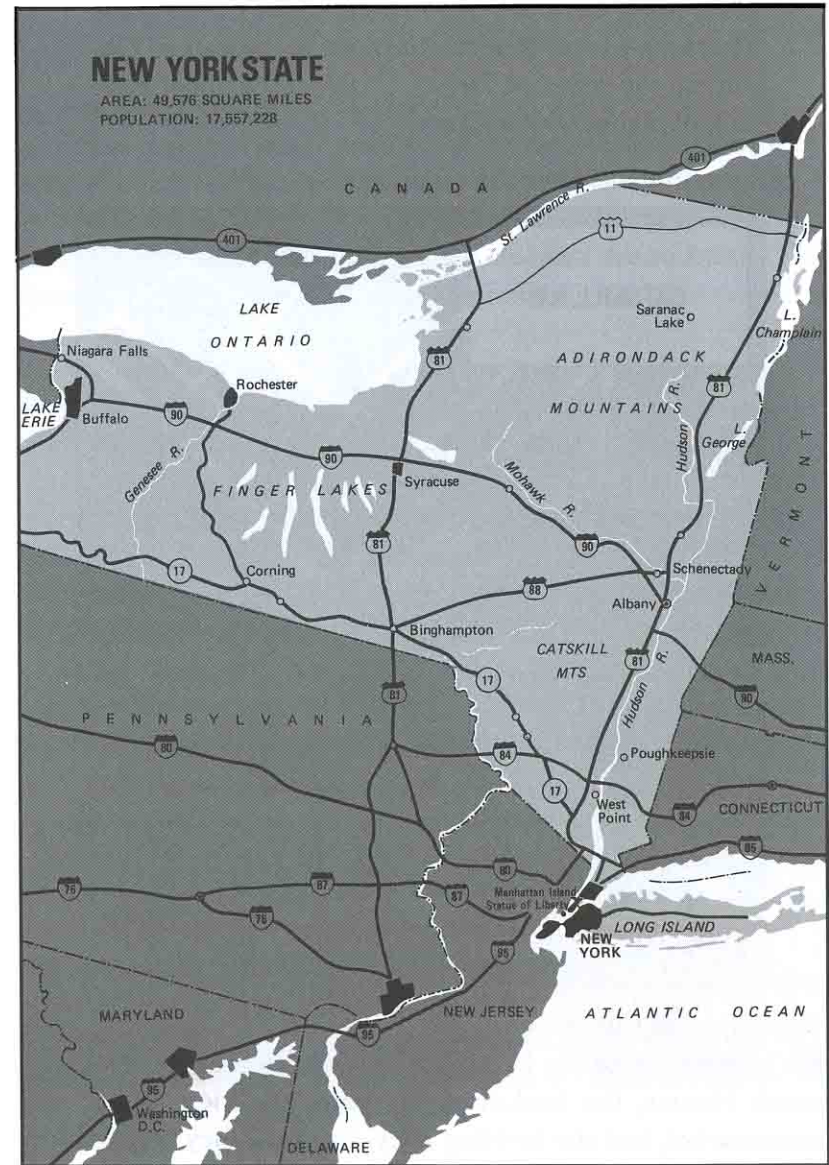 NEW YORK STATE
AREA: 49,576 SQUARE MILES
POPULATION: 17,557,228
401
CANADA
St. Lawrence R.
401
11
LAKE
ONTARIO
Saranac
Lake
L.
Champlain
Niagara Falls
81
ADIRONDACK
MOUNTAINS
Hudson R.
81
Rochester
LAKE
ERIE
Buffalo
90
L.
George
VERMONT
Genesee R.
90
Mohawk R.
FINGER LAKES
Syracuse
81
90
17
Corning
88
Schenectady
Albany
Binghampton
CATSKILL
MTS
81
Hudson R.
MASS.
17
81
90
PENNSYLVANIA
80
84
Poughkeepsie
17
West
Point
84
CONNECTICUT
85
80
76
87
87
Manhattan Island
Statue of Liberty
76
95
NEW
YORK
LONG ISLAND
MARYLAND
NEW JERSEY
ATLANTIC OCEAN
95
95
Washington
D.C.
DELAWARE